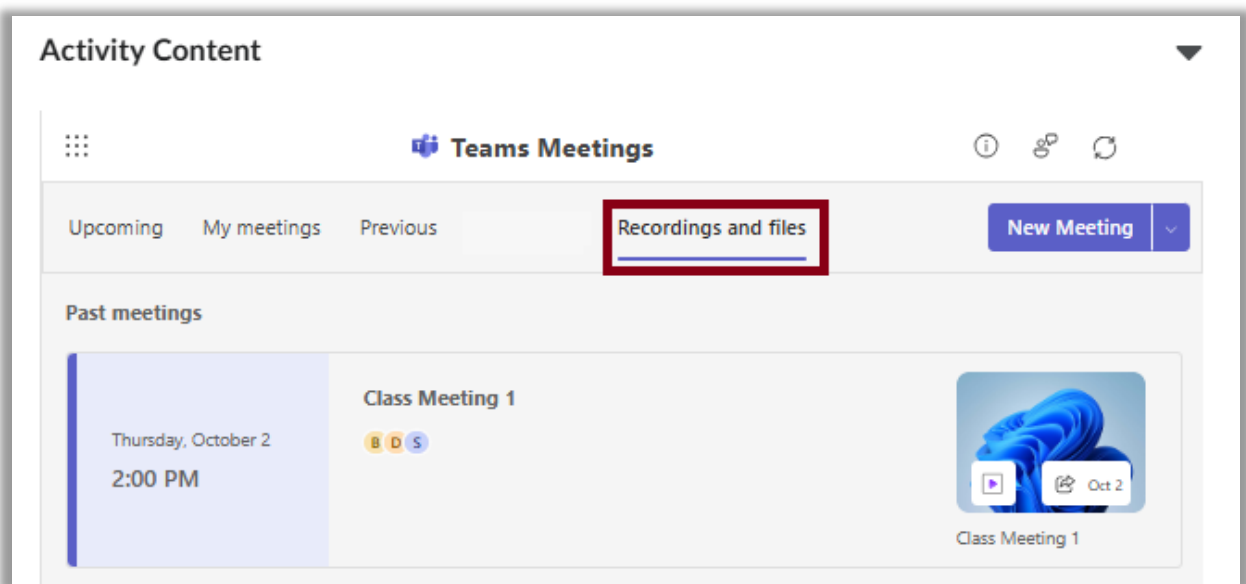 Activity Content
Teams Meetings
Upcoming My meetings Previous Recordings and files New Meeting
Past meetings
Thursday, October 2
2:00 PM
Class Meeting 1
B D S
Oct 2
Class Meeting 1